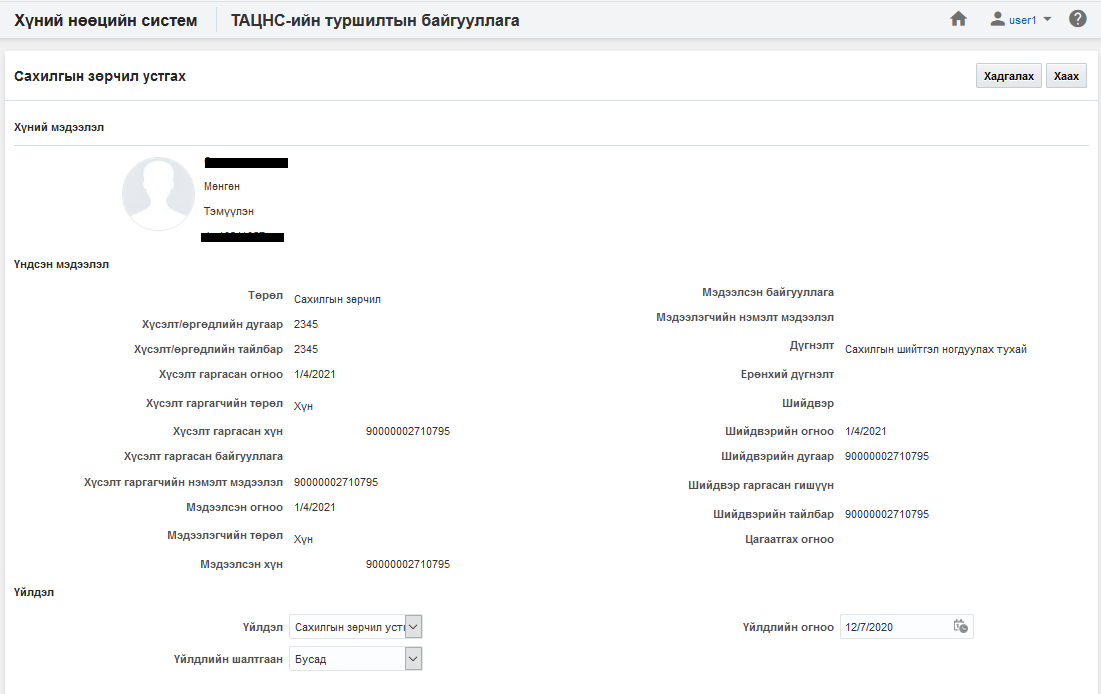 Хүний нөөцийн систем ТАЦНС-ийн туршилтын байгууллага user1
Сахилгын зөрчил устгах Хадгалах Хаах
Хүний мэдээлэл
Мөнгөн
Тэмүүлэн
Үндсэн мэдээлэл
Төрөл Сахилгын зөрчил
Хүсэлт/өргөдлийн дугаар 2345
Хүсэлт/өргөдлийн тайлбар 2345
Хүсэлт гаргасан огноо 1/4/2021
Хүсэлт гаргагчийн төрөл Хүн
Хүсэлт гаргасан хүн 90000002710795
Хүсэлт гаргасан байгууллага
Хүсэлт гаргагчийн нэмэлт мэдээлэл 90000002710795
Мэдээлсэн огноо 1/4/2021
Мэдээлэгчийн төрөл Хүн
Мэдээлсэн хүн 90000002710795
Мэдээлсэн байгууллага
Мэдээлэгчийн нэмэлт мэдээлэл
Дүгнэлт Сахилгын шийтгэл ногдуулах тухай
Ерөнхий дүгнэлт
Шийдвэр
Шийдвэрийн огноо 1/4/2021
Шийдвэрийн дугаар 90000002710795
Шийдвэр гаргасан гишүүн
Шийдвэрийн тайлбар 90000002710795
Цагаатгах огноо
Үйлдэл
Үйлдэл Сахилгын зөрчил уст
Үйлдлийн шалтгаан Бусад
Үйлдлийн огноо 12/7/2020